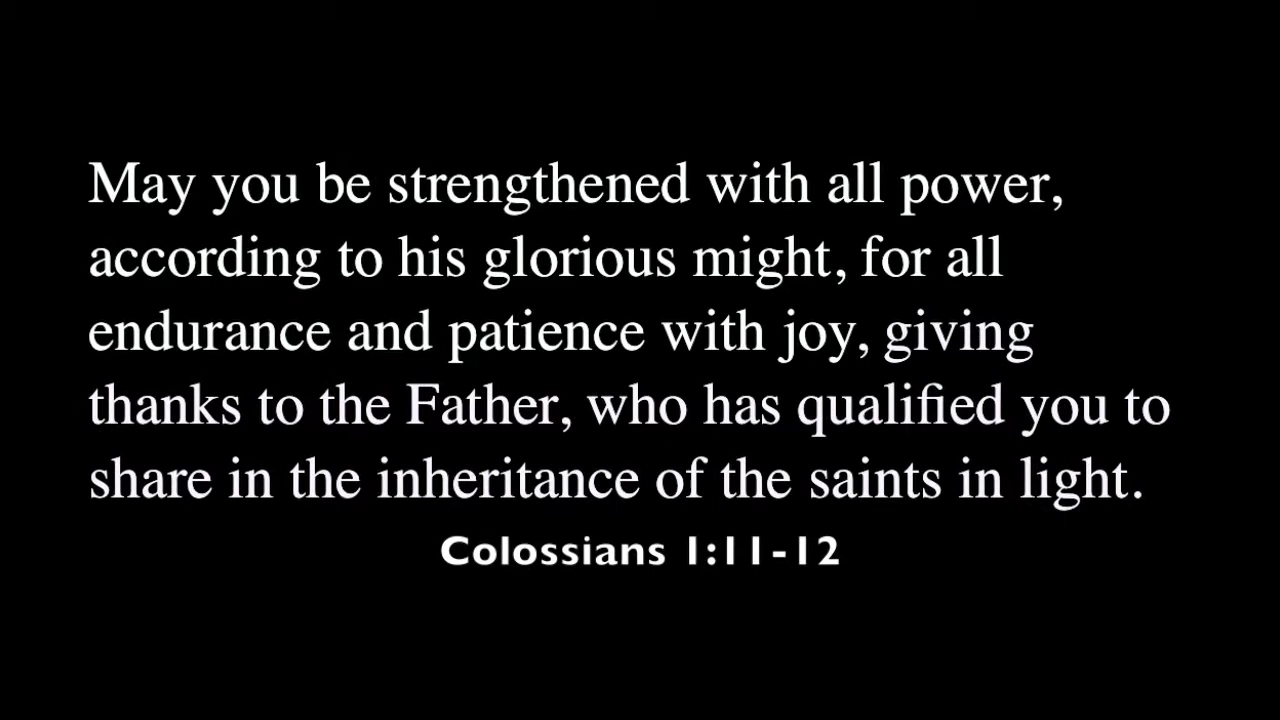 May you be strengthened with all power,
according to his glorious might, for all
endurance and patience with joy, giving
thanks to the Father, who has qualified you to
share in the inheritance of the saints in light.
Colossians 1:11-12